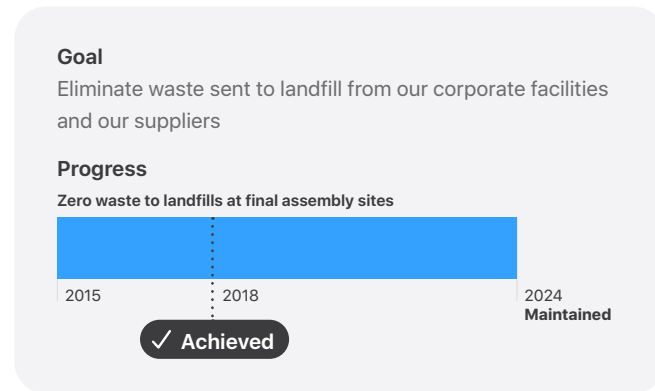 Goal
Eliminate waste sent to landfill from our corporate facilities
and our suppliers
Progress
Zero waste to landfills at final assembly sites
2015
2018
2024
Maintained
Achieved